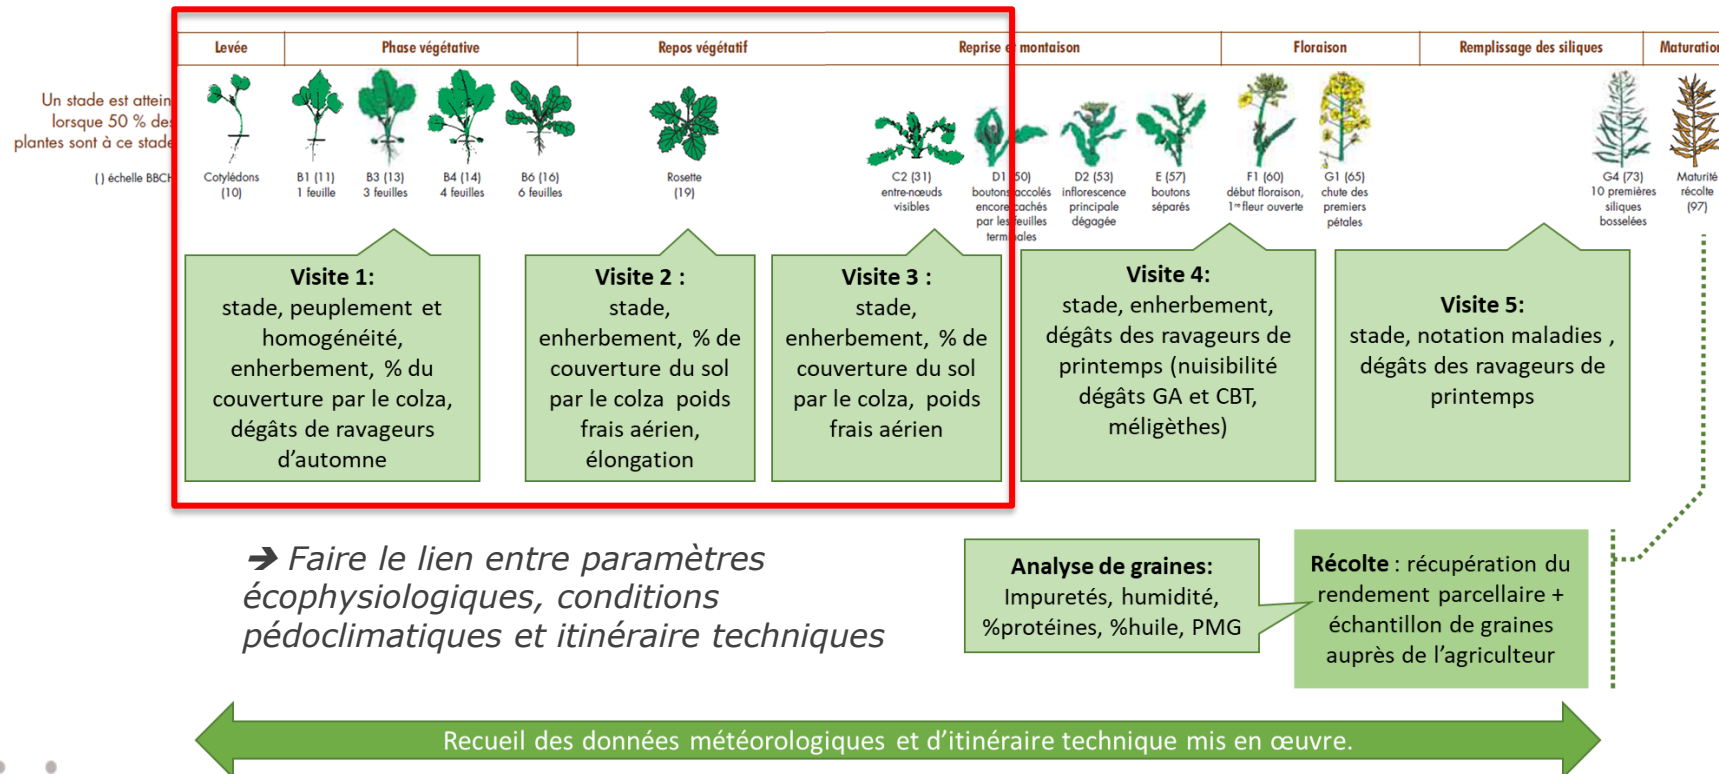 Levée
Phase végétative
Repos végétatif
Reprise et montaison
Floraison
Remplissage des siliques
Maturation
Un stade est attein
lorsque 50 % des
plantes sont à ce stade
( ) échelle BBCH
Cotylédons
(10)
B1 (11)
1 feuille
B3 (13)
3 feuilles
B4 (14)
4 feuilles
B6 (16)
6 feuilles
Rosette
(19)
C2 (31)
entre-nœuds
visibles
D1 (50)
boutons accolés
encore cachés
par les feuilles
terminales
D2 (53)
inflorescence
principale
dégagée
E (57)
boutons
séparés
F1 (60)
début floraison,
1re fleur ouverte
G1 (65)
chute des
premiers
pétales
G4 (73)
10 premières
siliques
bosselées
Maturité
récolte
(97)
Visite 1:
stade, peuplement et
homogénéité,
enherbement, % du
couverture par le colza,
dégâts de ravageurs
d’automne
Visite 2 :
stade,
enherbement, % de
couverture du sol
par le colza poids
frais aérien,
élongation
Visite 3 :
stade,
enherbement, % de
couverture du sol
par le colza, poids
frais aérien
Visite 4:
stade, enherbement,
dégâts des ravageurs de
printemps (nuisibilité
dégâts GA et CBT,
méligèthes)
Visite 5:
stade, notation maladies ,
dégâts des ravageurs de
printemps
➔ Faire le lien entre paramètres
écophysiologiques, conditions
pédoclimatiques et itinéraire techniques
Analyse de graines:
Impuretés, humidité,
%protéines, %huile, PMG
Récolte : récupération du
rendement parcellaire +
échantillon de graines
auprès de l’agriculteur
Recueil des données météorologiques et d’itinéraire technique mis en œuvre.